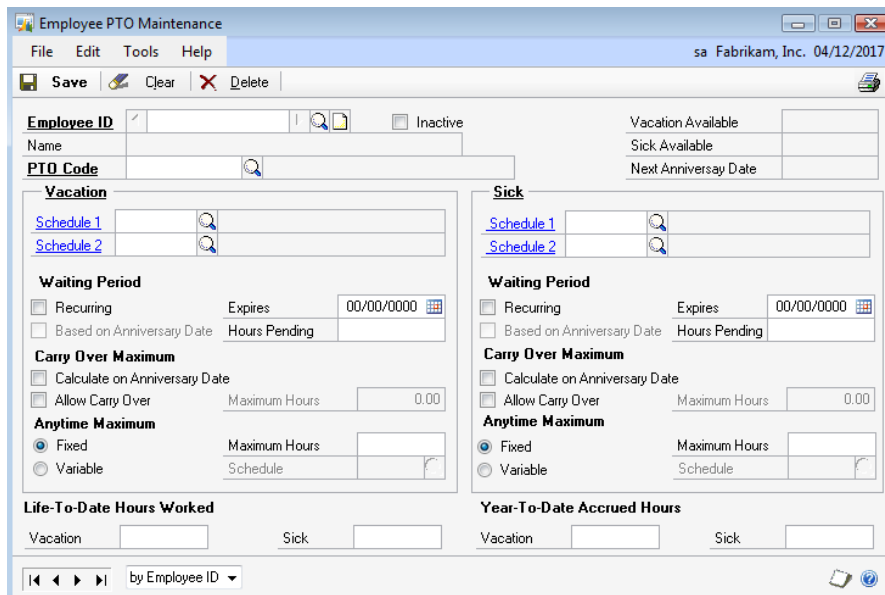 Employee PTO Maintenance
File Edit Tools Help sa Fabrikam, Inc. 04/12/2017
Save Clear Delete
Employee ID Inactive Vacation Available
Name Sick Available
PTO Code Next Anniversay Date
Vacation Sick
Schedule 1 Schedule 1
Schedule 2 Schedule 2
Waiting Period Waiting Period
Recurring Expires 00/00/0000 Recurring Expires 00/00/0000
Based on Anniversary Date Hours Pending Based on Anniversary Date Hours Pending
Carry Over Maximum Carry Over Maximum
Calculate on Anniversary Date Calculate on Anniversary Date
Allow Carry Over Maximum Hours 0.00 Allow Carry Over Maximum Hours 0.00
Anytime Maximum Anytime Maximum
Fixed Maximum Hours Fixed Maximum Hours
Variable Schedule Variable Schedule
Life-To-Date Hours Worked Year-To-Date Accrued Hours
Vacation Sick Vacation Sick
by Employee ID